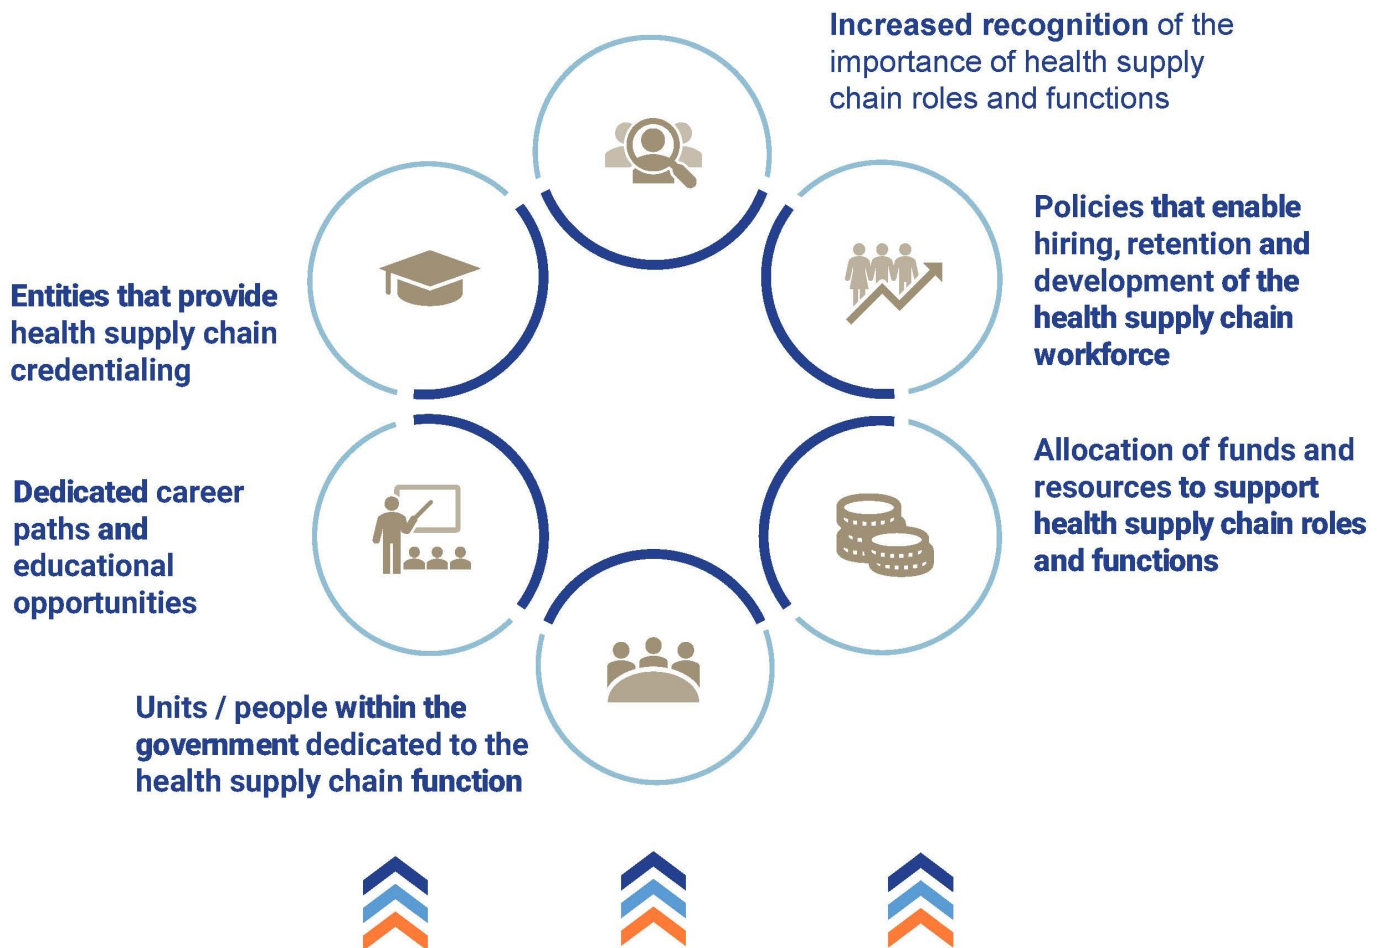 Increased recognition of the
importance of health supply
chain roles and functions
Policies that enable
hiring, retention and
development of the
health supply chain
workforce
Allocation of funds and
resources to support
health supply chain roles
and functions
Units / people within the
government dedicated to the
health supply chain function
Dedicated career
paths and
educational
opportunities
Entities that provide
health supply chain
credentialing